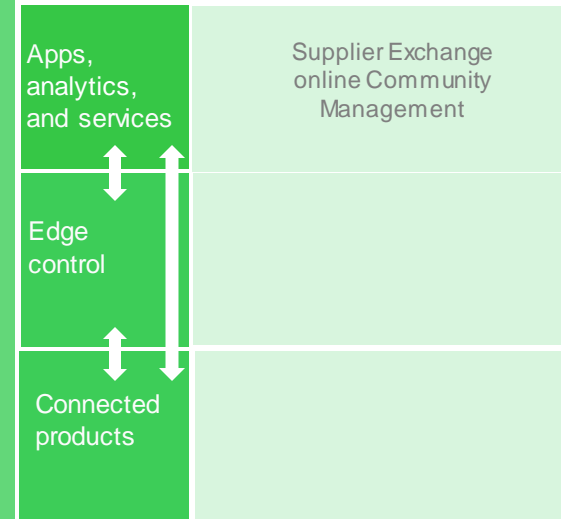 Apps,
analytics,
and services
Supplier Exchange
online Community
Management
Edge
control
Connected
products